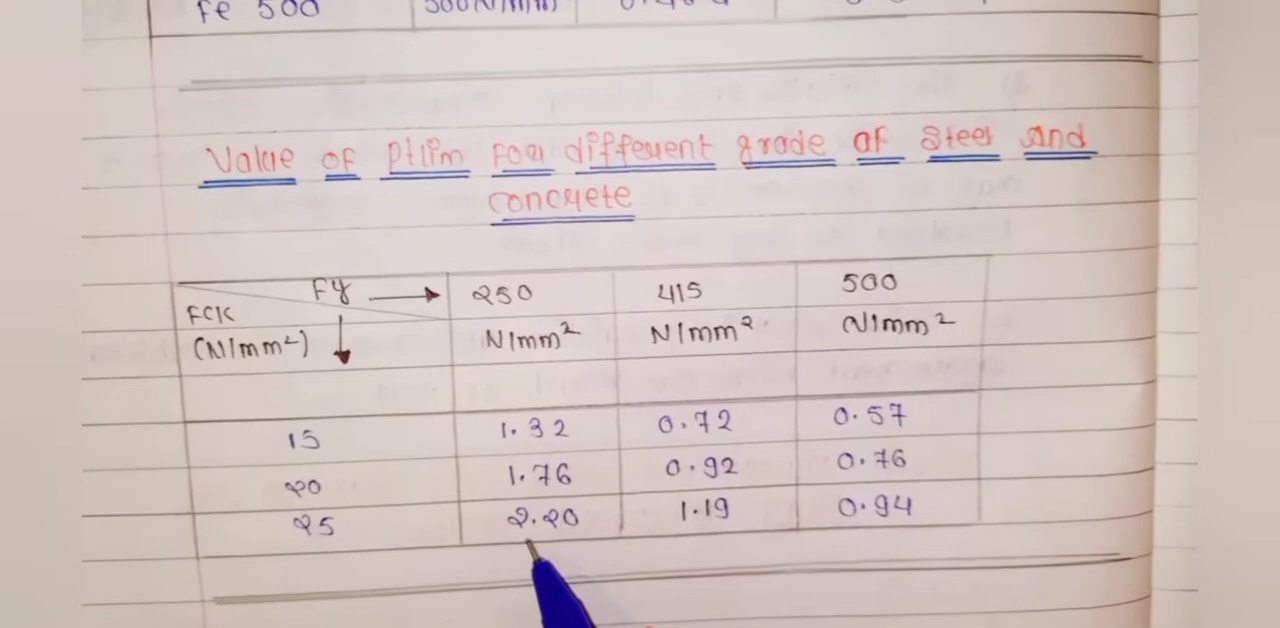 Fe 500 500N/mm
Value of Ptlim For different grade of Steel and
concrete
Fy → 250 415 500
FCK
(N/mm²) ↓ N/mm² N/mm² N/mm²
15 1.32 0.72 0.57
20 1.76 0.92 0.76
25 2.20 1.19 0.94